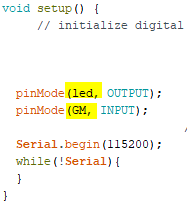 void setup() {
// initialize digital
pinMode(led, OUTPUT);
pinMode(GM, INPUT);
/
Serial.begin(115200);
while(!Serial){
}
}